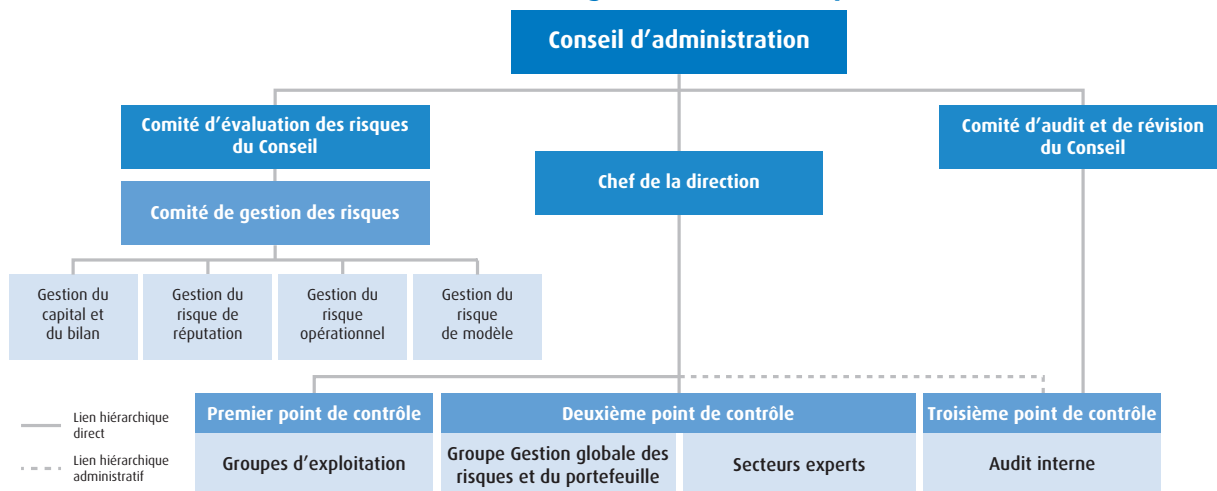 Conseil d'administration
Comité d'évaluation des risques
du Conseil
Chef de la direction
Comité d'audit et de révision
du Conseil
Comité de gestion des risques
Gestion du
capital et
du bilan
Gestion du
risque de
réputation
Gestion du
risque
opérationnel
Gestion du
risque
de modèle
Lien hiérarchique
direct
Lien hiérarchique
administratif
Premier point de contrôle
Groupes d'exploitation
Deuxième point de contrôle
Groupe Gestion globale des
risques et du portefeuille
Secteurs experts
Troisième point de contrôle
Audit interne